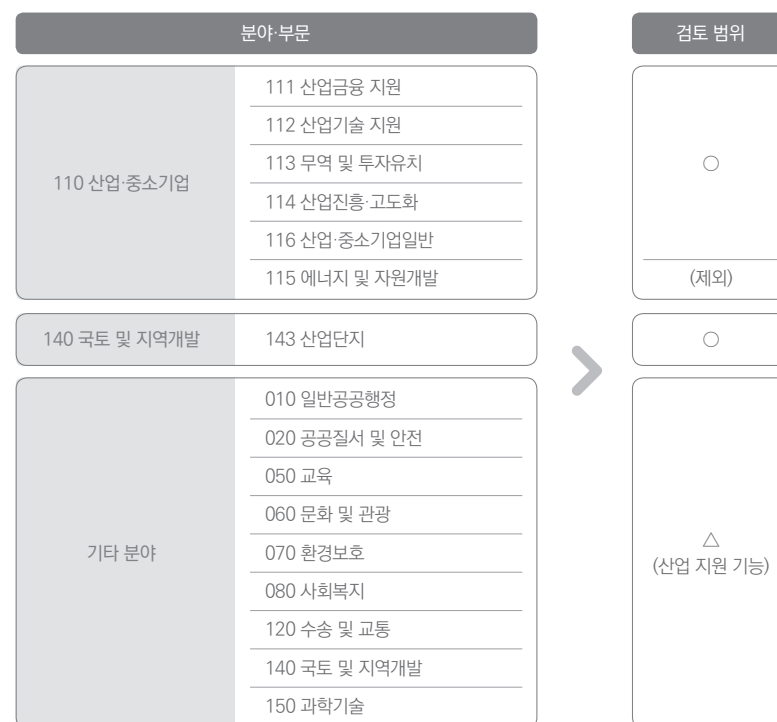 분야·부문
검토 범위
110 산업·중소기업
111 산업금융 지원
112 산업기술 지원
113 무역 및 투자유치
114 산업진흥·고도화
116 산업·중소기업일반
115 에너지 및 자원개발
○
(제외)
140 국토 및 지역개발
143 산업단지
○
기타 분야
010 일반공공행정
020 공공질서 및 안전
050 교육
060 문화 및 관광
070 환경보호
080 사회복지
120 수송 및 교통
140 국토 및 지역개발
150 과학기술
△
(산업 지원 기능)